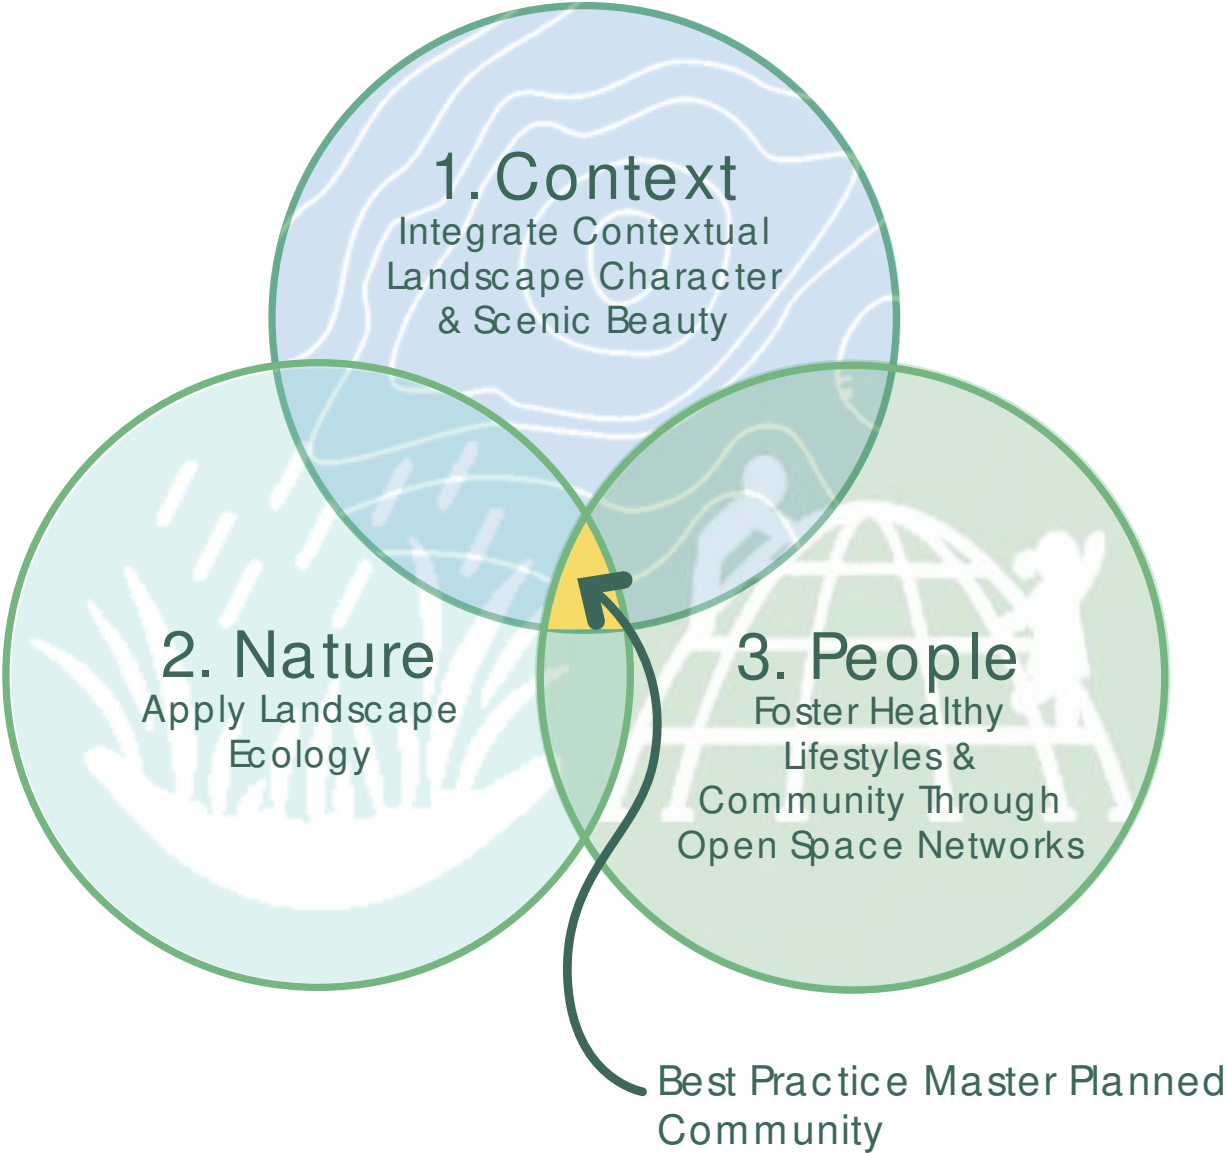 1. Context
Integrate Contextual
Landscape Character
& Scenic Beauty
2. Nature
Apply Landscape
Ecology
3. People
Foster Healthy
Lifestyles &
Community Through
Open Space Networks
Best Practice Master Planned
Community